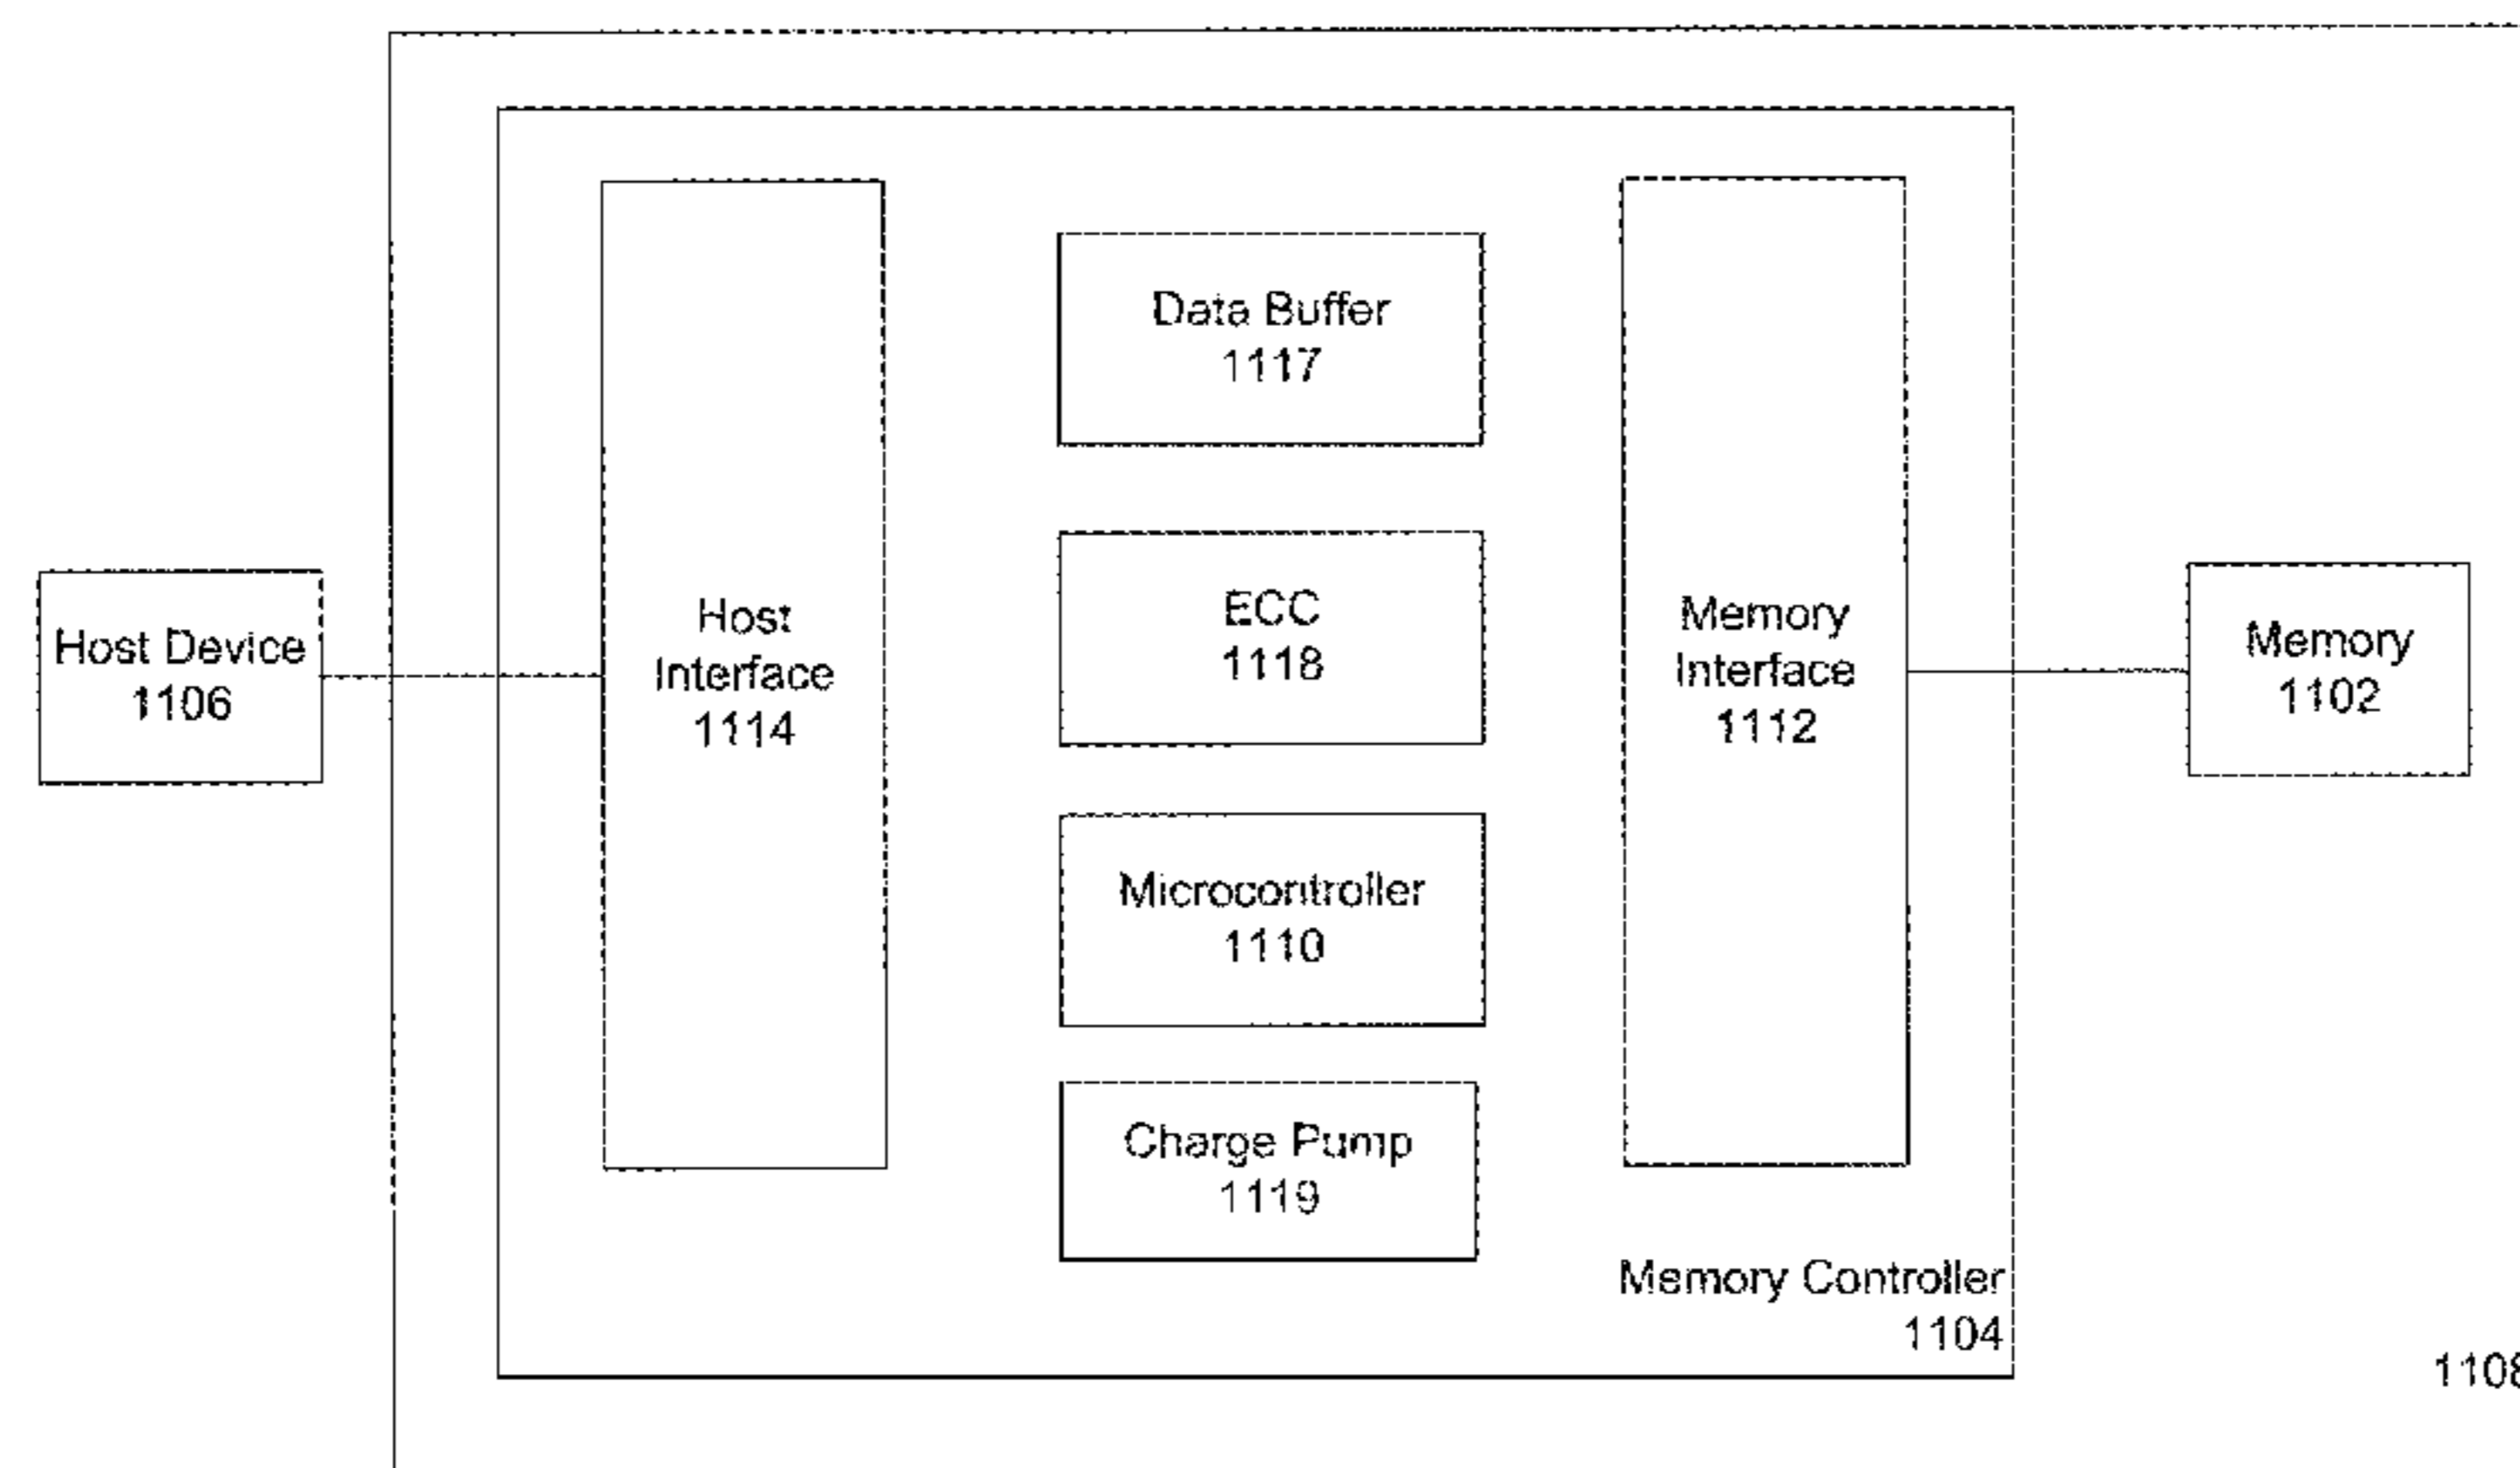 Host Device
1106
Host
Interface
1114
Data Buffer
1117
ECC
1118
Microcontroller
1110
Charge Pump
1119
Memory
Interface
1112
Memory Controller
1104
Memory
1102
1108